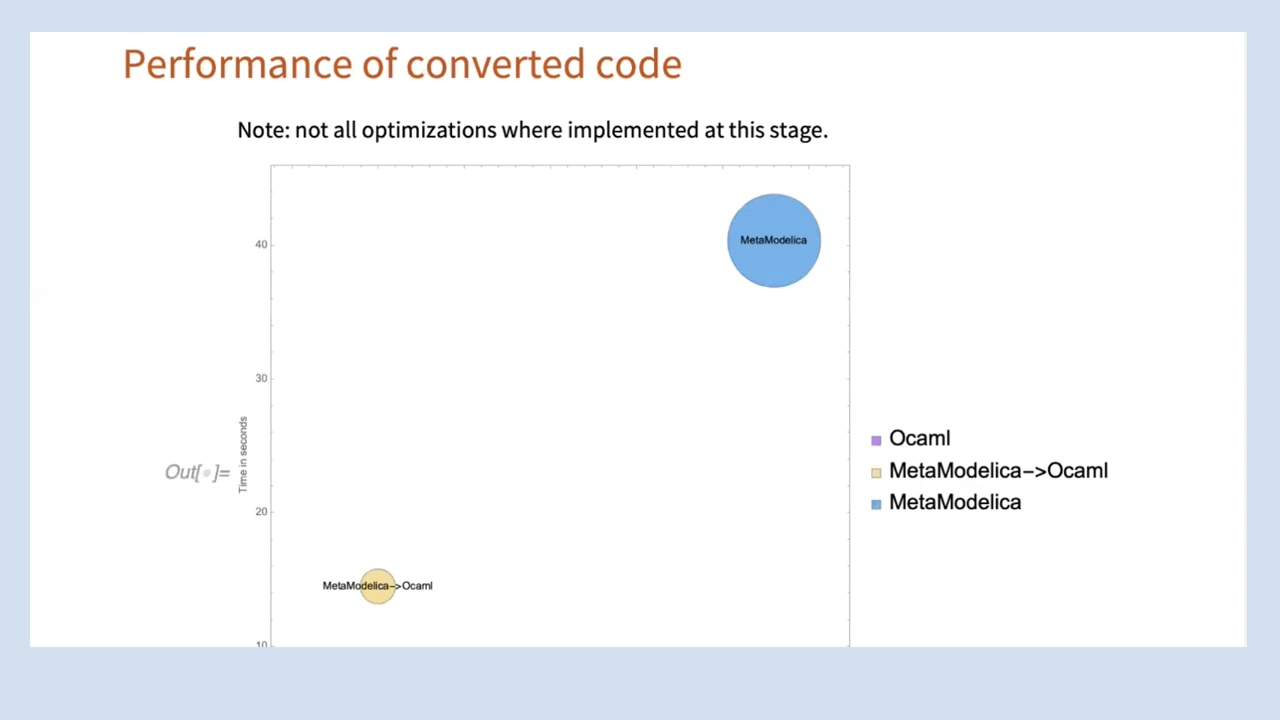 Performance of converted code
Note: not all optimizations where implemented at this stage.
MetaModelica
40
30
Time in seconds
Out[ ]=
20
MetaModelica->Ocaml
10
Ocaml
MetaModelica->Ocaml
MetaModelica